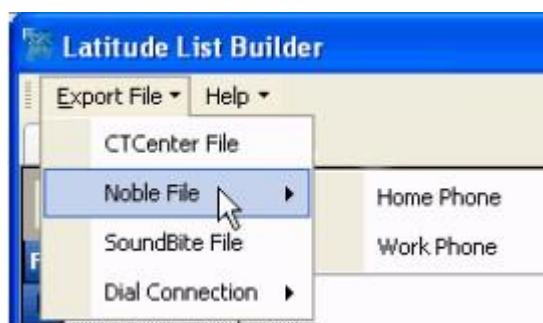 Latitude List Builder
Export File Help
CTCenter File
Noble File
Home Phone
SoundBite File
Work Phone
Dial Connection